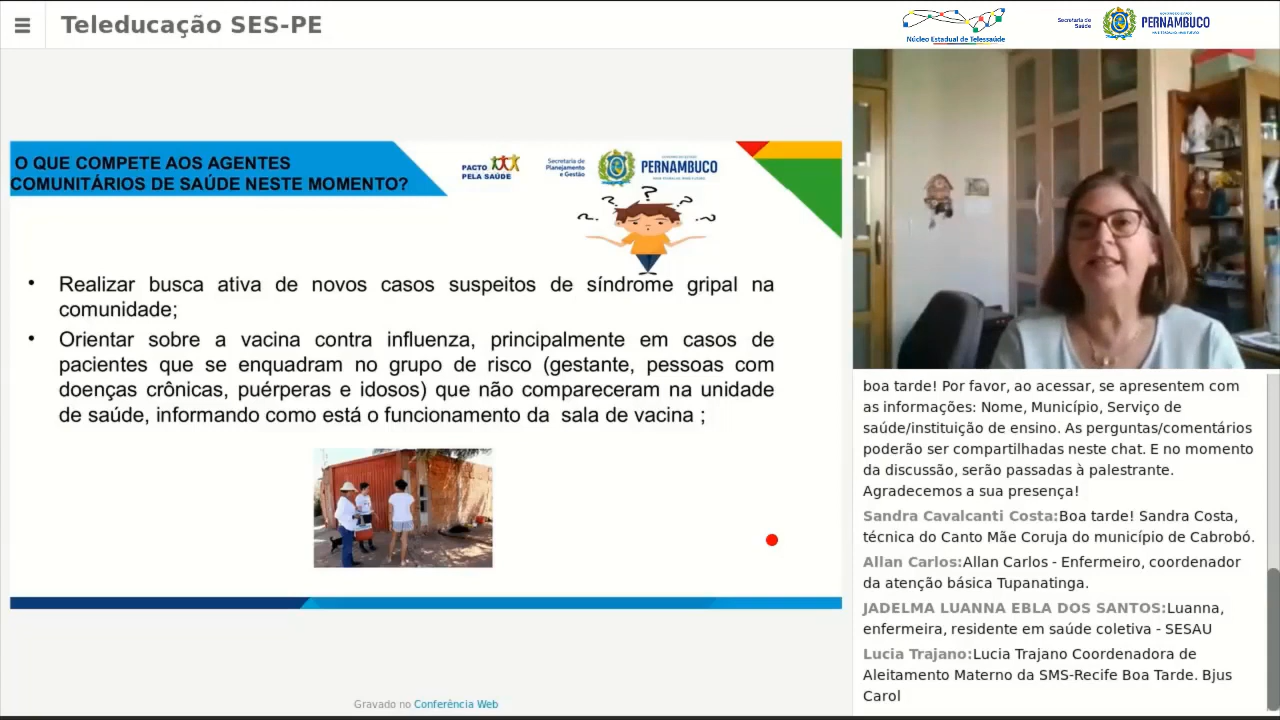 Teleducação SES-PE
Núcleo Estadual de Telessaúde
Secretaria de
Saúde
PERNAMBUCO
O QUE COMPETE AOS AGENTES
COMUNITÁRIOS DE SAÚDE NESTE MOMENTO?
PACTO
PELA SAÚDE
Secretaria de
Planejamento
e Gestão
PERNAMBUCO
• Realizar busca ativa de novos casos suspeitos de síndrome gripal na
comunidade;
• Orientar sobre a vacina contra influenza, principalmente em casos de
pacientes que se enquadram no grupo de risco (gestante, pessoas com
doenças crônicas, puérperas e idosos) que não compareceram na unidade
de saúde, informando como está o funcionamento da sala de vacina ;
Gravado no Conferência Web
boa tarde! Por favor, ao acessar, se apresentem com
as informações: Nome, Município, Serviço de
saúde/instituição de ensino. As perguntas/comentários
poderão ser compartilhadas neste chat. E no momento
da discussão, serão passadas à palestrante.
Agradecemos a sua presença!
Sandra Cavalcanti Costa:Boa tarde! Sandra Costa,
técnica do Canto Mãe Coruja do município de Cabrobó.
Allan Carlos:Allan Carlos - Enfermeiro, coordenador
da atenção básica Tupanatinga.
JADELMA LUANNA EBLA DOS SANTOS:Luanna,
enfermeira, residente em saúde coletiva - SESAU
Lucia Trajano:Lucia Trajano Coordenadora de
Aleitamento Materno da SMS-Recife Boa Tarde. Bjus
Carol